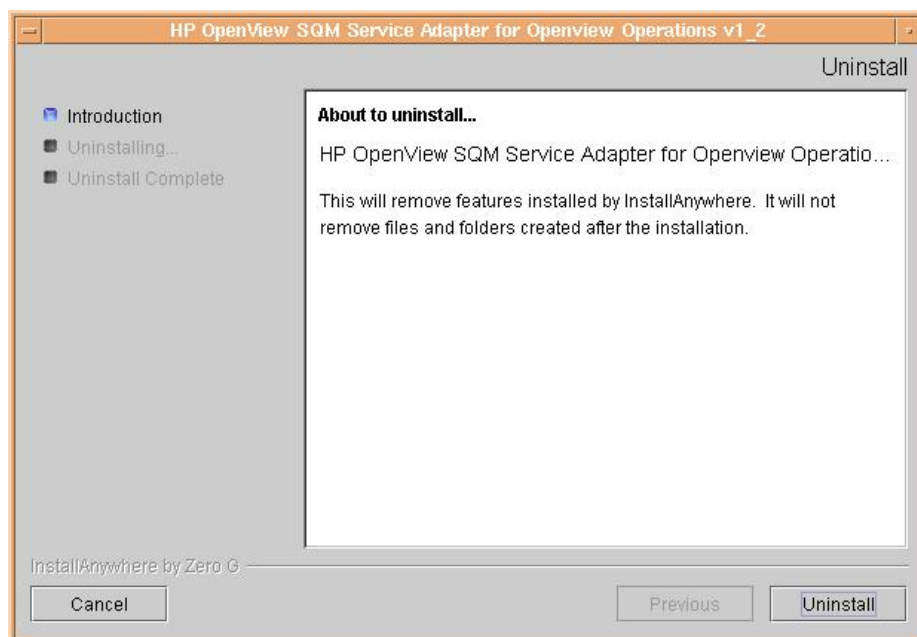 HP OpenView SQM Service Adapter for Openview Operations v1_2
Uninstall
Introduction
Uninstalling...
Uninstall Complete
About to uninstall...
HP OpenView SQM Service Adapter for Openview Operatio...
This will remove features installed by InstallAnywhere. It will not
remove files and folders created after the installation.
InstallAnywhere by Zero G
Cancel
Previous
Uninstall